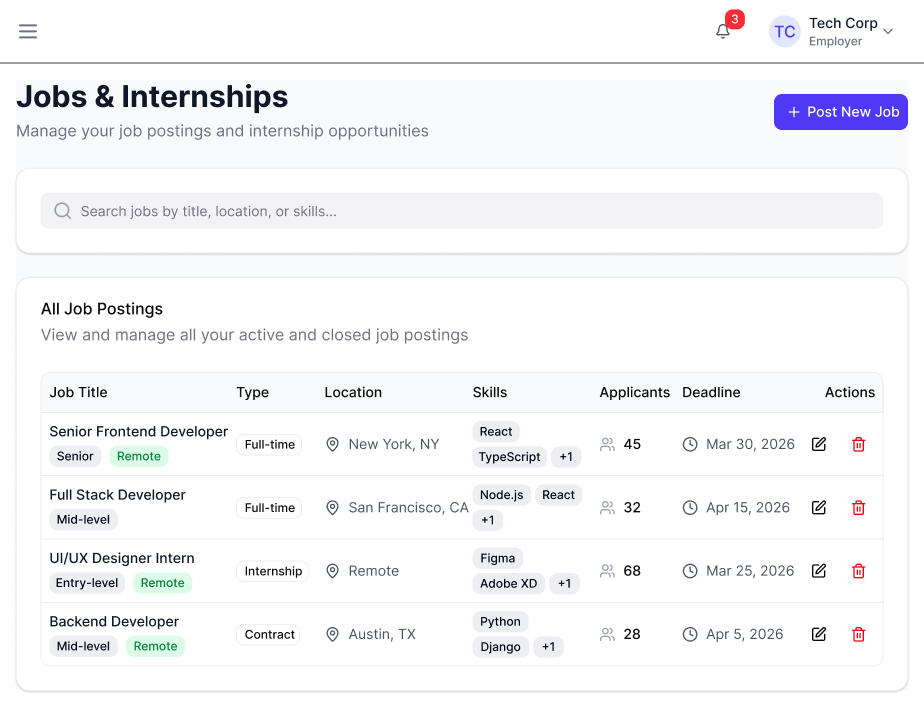 3
TC
Tech Corp
Employer
Jobs & Internships
Manage your job postings and internship opportunities
+ Post New Job
Search jobs by title, location, or skills...
All Job Postings
View and manage all your active and closed job postings
Job Title Type Location Skills Applicants Deadline Actions
Senior Frontend Developer
Senior Remote
Full-time
New York, NY
React
TypeScript +1
45
Mar 30, 2026
Full Stack Developer
Mid-level
Full-time
San Francisco, CA
Node.js React
+1
32
Apr 15, 2026
UI/UX Designer Intern
Entry-level Remote
Internship
Remote
Figma
Adobe XD +1
68
Mar 25, 2026
Backend Developer
Mid-level Remote
Contract
Austin, TX
Python
Django +1
28
Apr 5, 2026